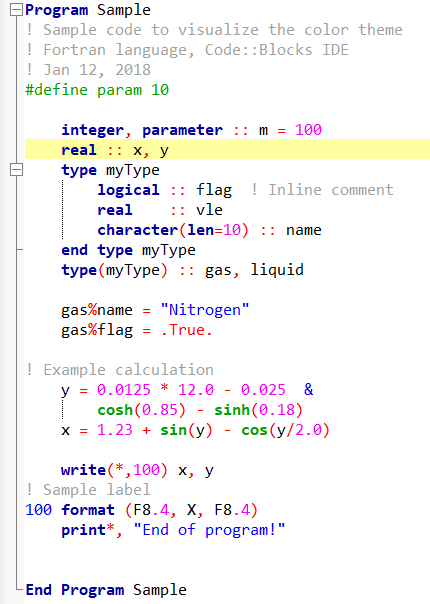 Program Sample
! Sample code to visualize the color theme
! Fortran language, Code::Blocks IDE
! Jan 12, 2018
#define param 10
integer, parameter :: m = 100
real :: x, y
type myType
logical :: flag  ! Inline comment
real    :: vle
character(len=10) :: name
end type myType
type(myType) :: gas, liquid
gas%name = "Nitrogen"
gas%flag = .True.
! Example calculation
y = 0.0125 * 12.0 - 0.025  &
cosh(0.85) - sinh(0.18)
x = 1.23 + sin(y) - cos(y/2.0)
write(*,100) x, y
! Sample label
100 format (F8.4, X, F8.4)
print*, "End of program!"
End Program Sample